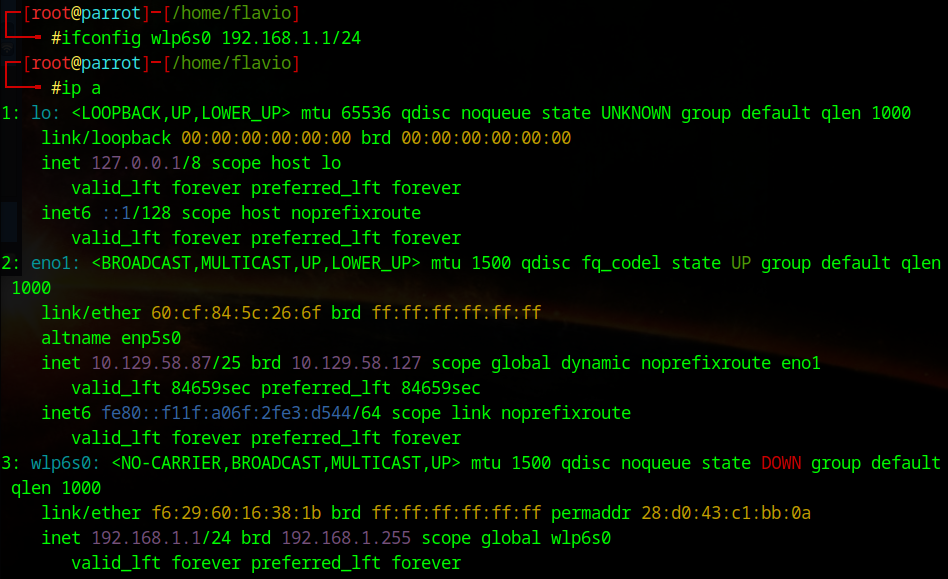 ┌─[root@parrot]─[/home/flavio]
└──╼ #ifconfig wlp6s0 192.168.1.1/24
┌─[root@parrot]─[/home/flavio]
└──╼ #ip a
1: lo: <LOOPBACK,UP,LOWER_UP> mtu 65536 qdisc noqueue state UNKNOWN group default qlen 1000
    link/loopback 00:00:00:00:00:00 brd 00:00:00:00:00:00
    inet 127.0.0.1/8 scope host lo
       valid_lft forever preferred_lft forever
    inet6 ::1/128 scope host noprefixroute
       valid_lft forever preferred_lft forever
2: eno1: <BROADCAST,MULTICAST,UP,LOWER_UP> mtu 1500 qdisc fq_codel state UP group default qlen
 1000
    link/ether 60:cf:84:5c:26:6f brd ff:ff:ff:ff:ff:ff
    altname enp5s0
    inet 10.129.58.87/25 brd 10.129.58.127 scope global dynamic noprefixroute eno1
       valid_lft 84659sec preferred_lft 84659sec
    inet6 fe80::f11f:a06f:2fe3:d544/64 scope link noprefixroute
       valid_lft forever preferred_lft forever
3: wlp6s0: <NO-CARRIER,BROADCAST,MULTICAST,UP> mtu 1500 qdisc noqueue state DOWN group default
 qlen 1000
    link/ether f6:29:60:16:38:1b brd ff:ff:ff:ff:ff:ff permaddr 28:d0:43:c1:bb:0a
    inet 192.168.1.1/24 brd 192.168.1.255 scope global wlp6s0
       valid_lft forever preferred_lft forever